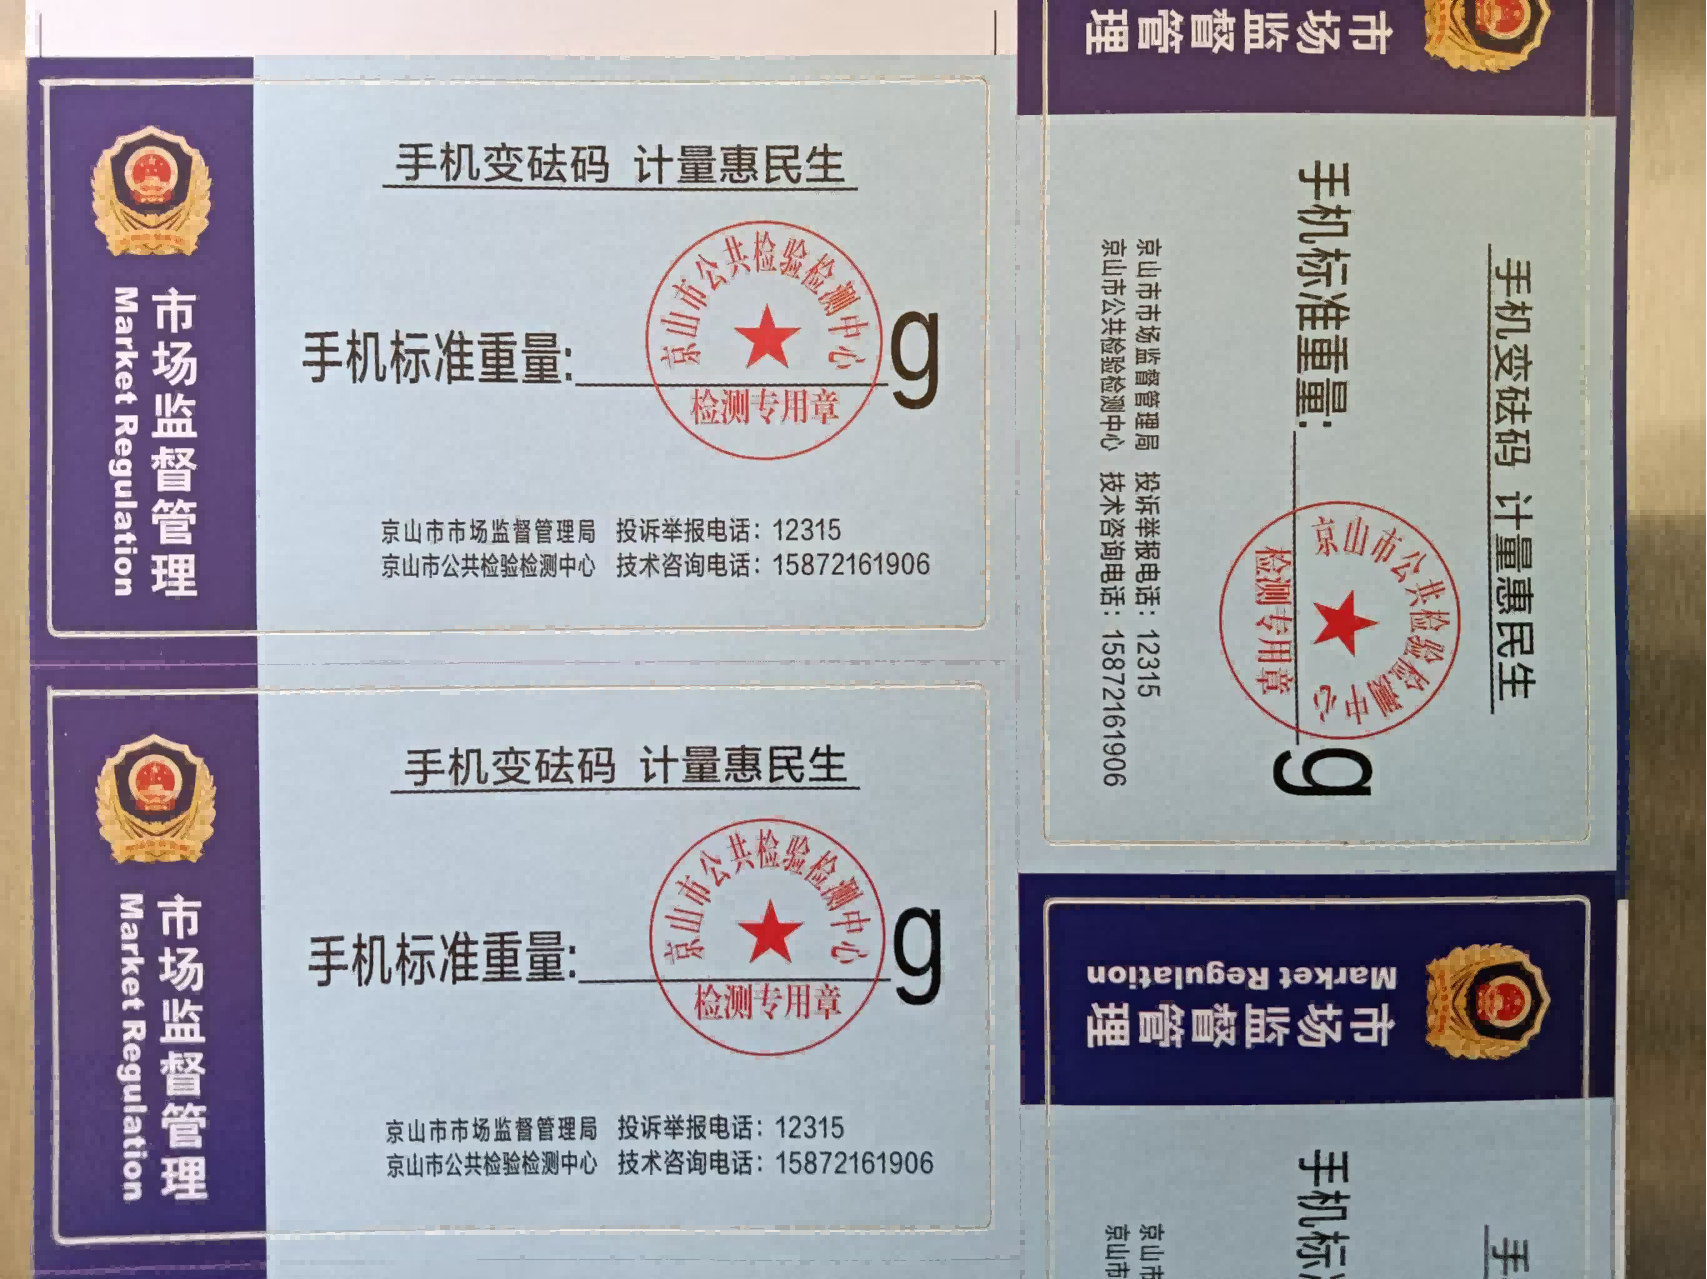 市场监督管理
Market Regulation
手机变砝码 计量惠民生
手机标准重量:
g
京山市公共检验检测中心
检测专用章
京山市市场监督管理局 投诉举报电话：12315
京山市公共检验检测中心 技术咨询电话：15872161906
市场监督管理
Market Regulation
手机变砝码 计量惠民生
手机标准重量:
g
京山市公共检验检测中心
检测专用章
京山市市场监督管理局 投诉举报电话：12315
京山市公共检验检测中心 技术咨询电话：15872161906
市场监督管理
手机变砝码 计量惠民生
手机标准重量:
g
京山市公共检验检测中心
检测专用章
京山市市场监督管理局 投诉举报电话：12315
京山市公共检验检测中心 技术咨询电话：15872161906
市场监督管理
Market Regulation
手
手机标
京山市
京山市